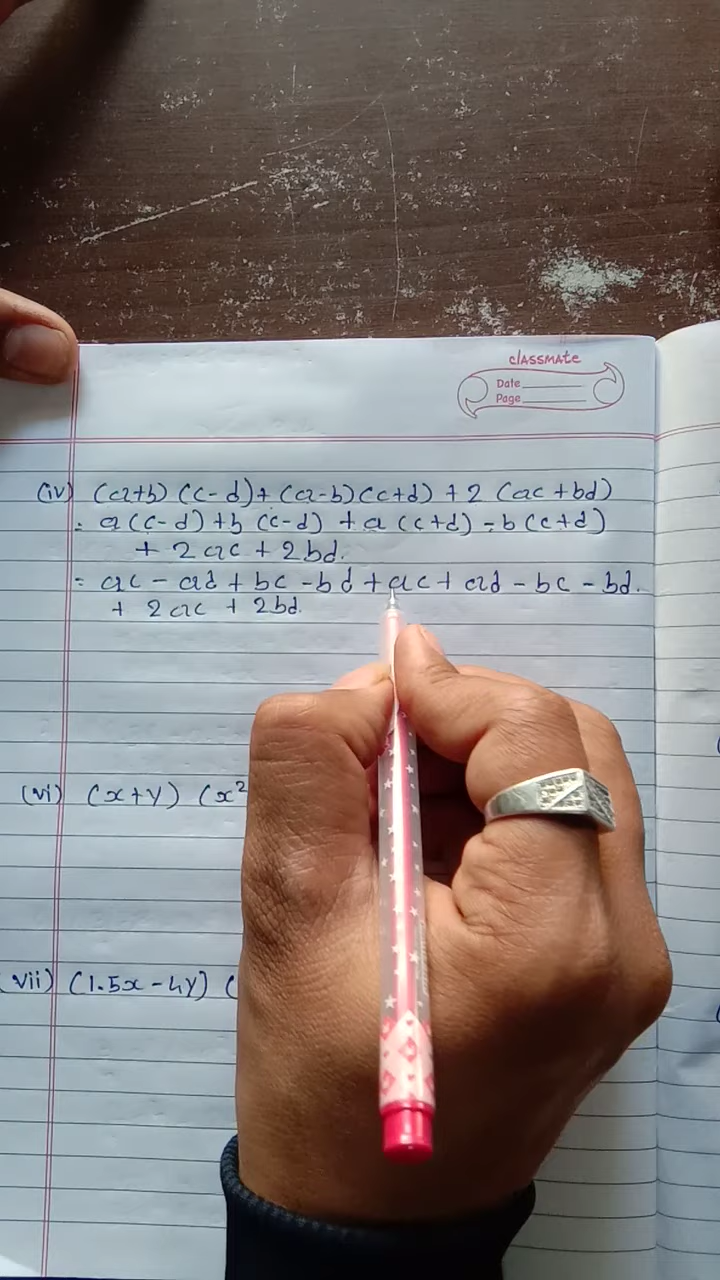 classmate
Date
Page
(iv) (a+b) (c-d) + (a-b)(c+d) + 2 (ac + bd)
= a(c-d) + b (c-d) + a (c+d) - b(c+d)
+ 2ac + 2bd.
= ac - ad + bc - bd + ac + ad - bc - bd.
+ 2ac + 2bd.
(vi) (x+y) (x²
vii) (1.5x - 4y) (